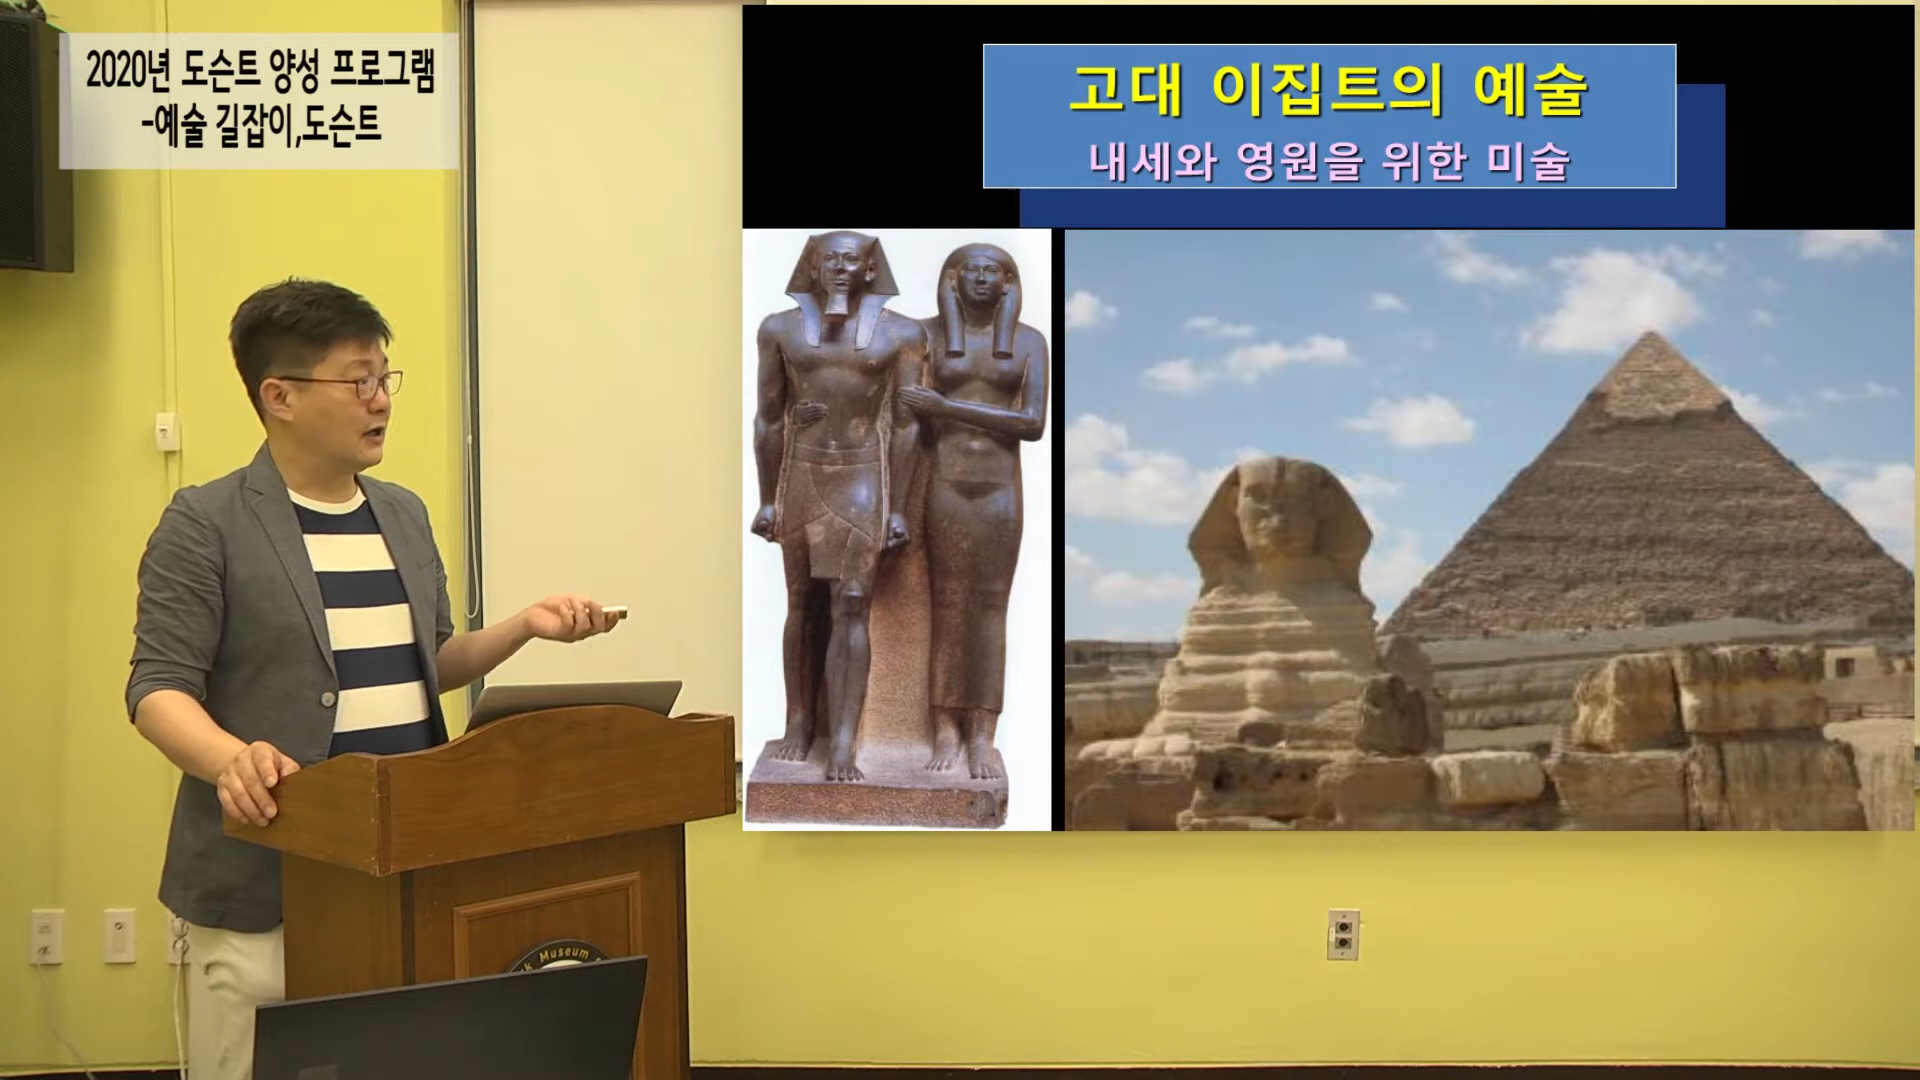 2020년 도슨트 양성 프로그램
-예술 길잡이,도슨트
고대 이집트의 예술
내세와 영원을 위한 미술
Museum